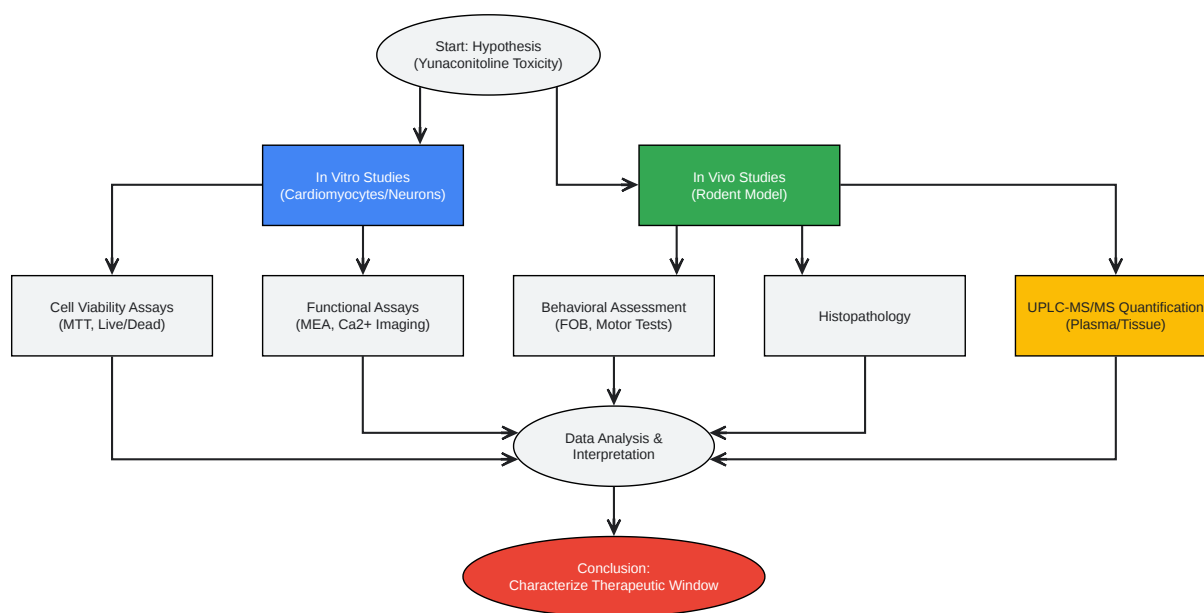 Start: Hypothesis
(Yunaconitoline Toxicity)
In Vitro Studies
(Cardiomyocytes/Neurons)
In Vivo Studies
(Rodent Model)
Cell Viability Assays
(MTT, Live/Dead)
Functional Assays
(MEA, Ca2+ Imaging)
Behavioral Assessment
(FOB, Motor Tests)
Histopathology
UPLC-MS/MS Quantification
(Plasma/Tissue)
Data Analysis &
Interpretation
Conclusion:
Characterize Therapeutic Window